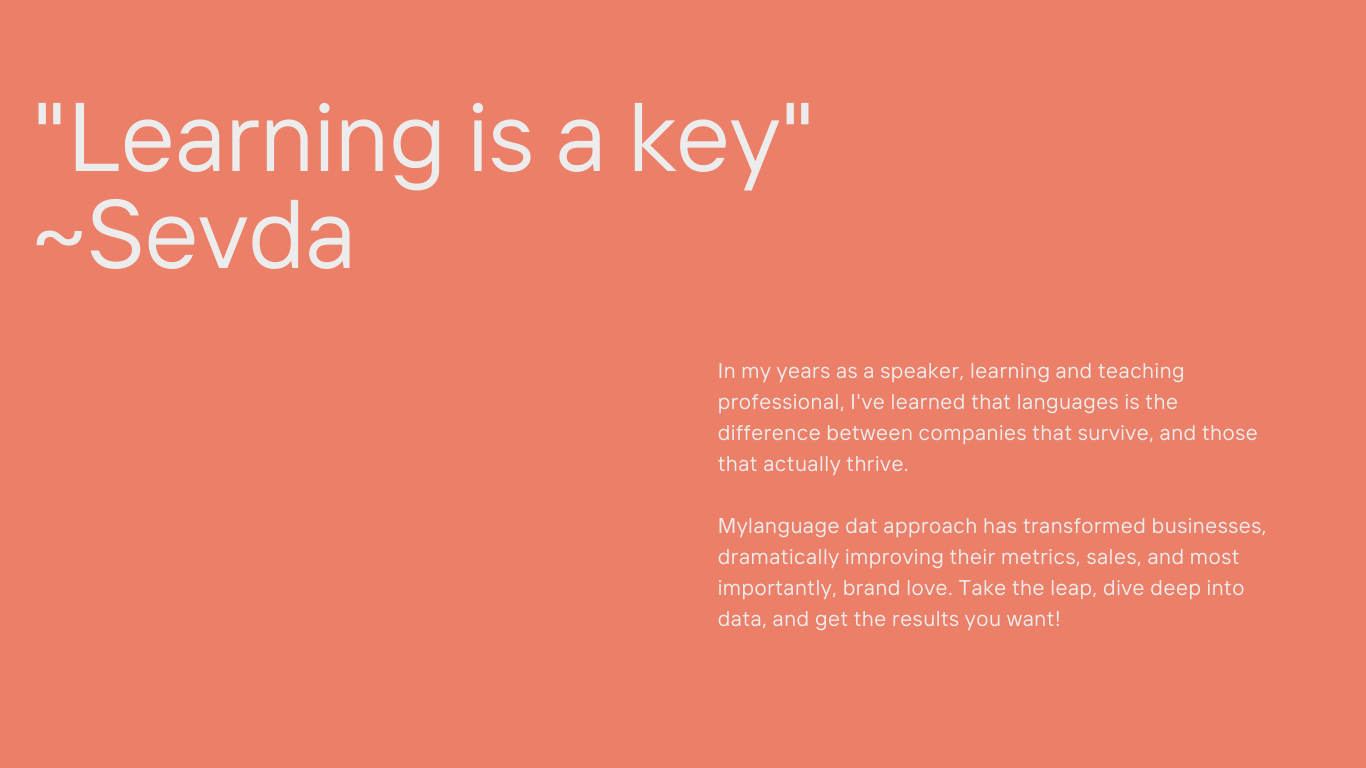 "Learning is a key"
~Sevda
In my years as a speaker, learning and teaching
professional, I've learned that languages is the
difference between companies that survive, and those
that actually thrive.
Mylanguage dat approach has transformed businesses,
dramatically improving their metrics, sales, and most
importantly, brand love. Take the leap, dive deep into
data, and get the results you want!